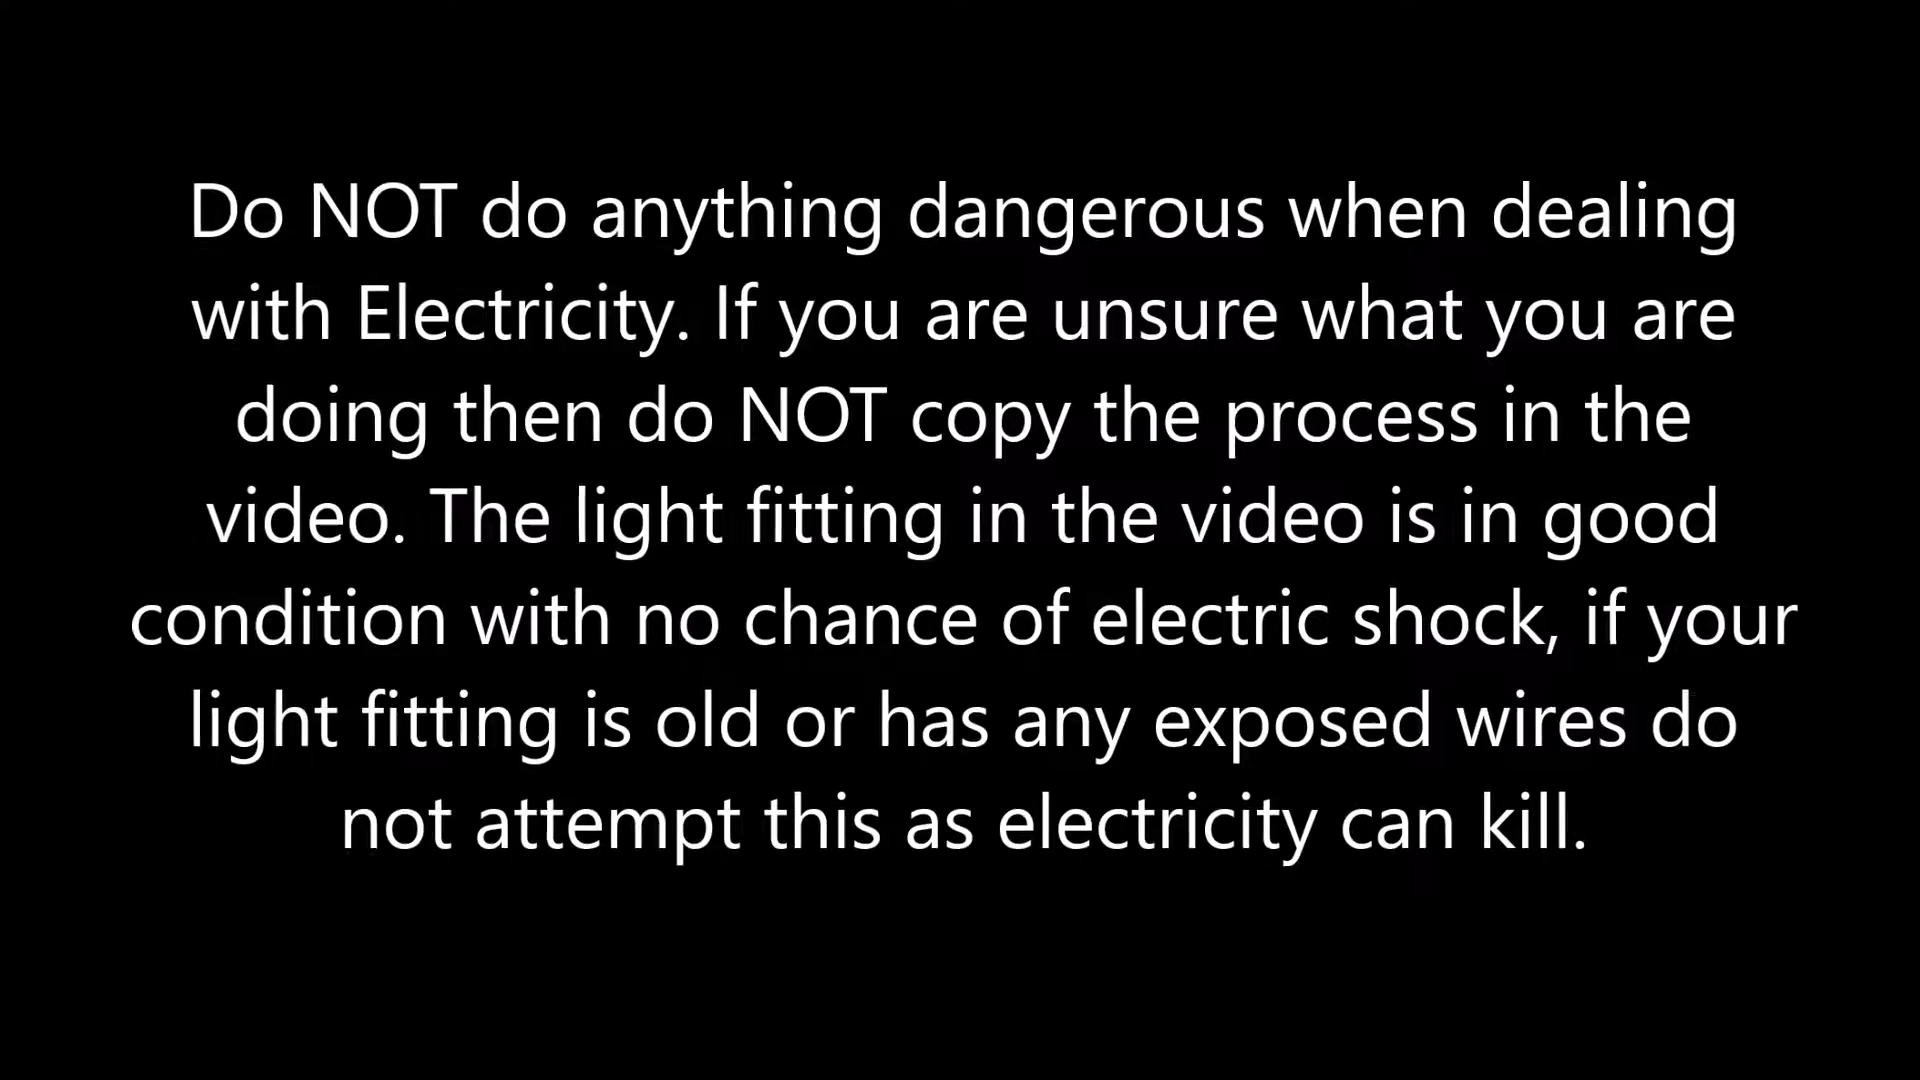 Do NOT do anything dangerous when dealing
with Electricity. If you are unsure what you are
doing then do NOT copy the process in the
video. The light fitting in the video is in good
condition with no chance of electric shock, if your
light fitting is old or has any exposed wires do
not attempt this as electricity can kill.